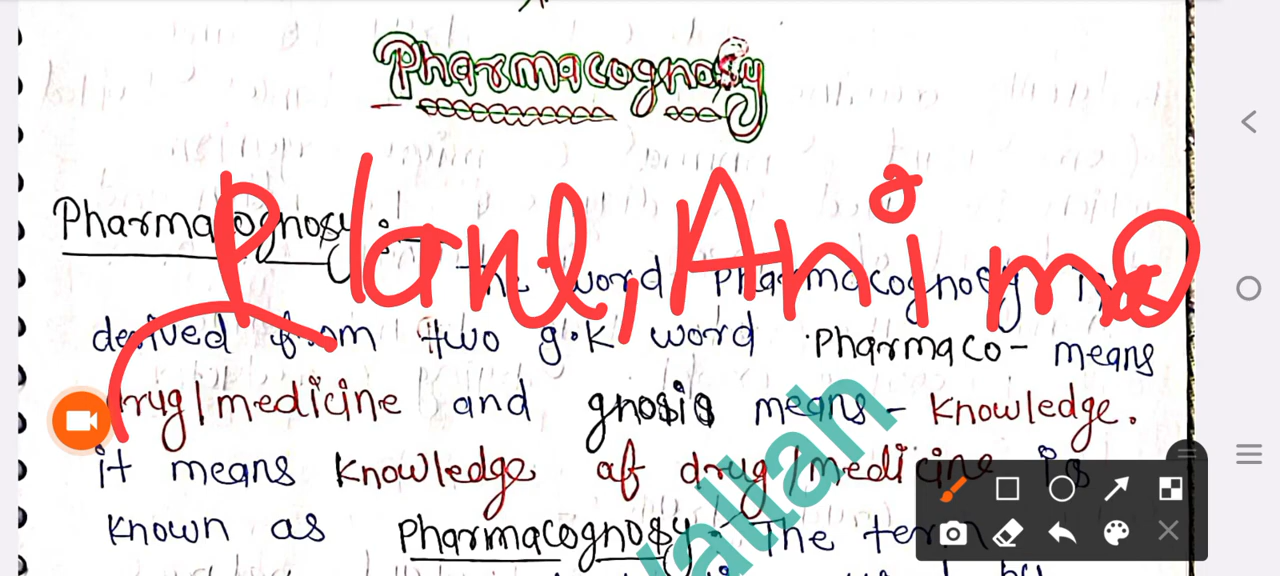 Pharmacognosy
Pharmacognosy :- The word Pharmacognosy is
Plant, Animal
derived from two g.k word Pharmaco- means
drug/medicine and gnosis means- Knowledge.
it means Knowledge of drug/medicine is
Known as Pharmacognosy. The term
by